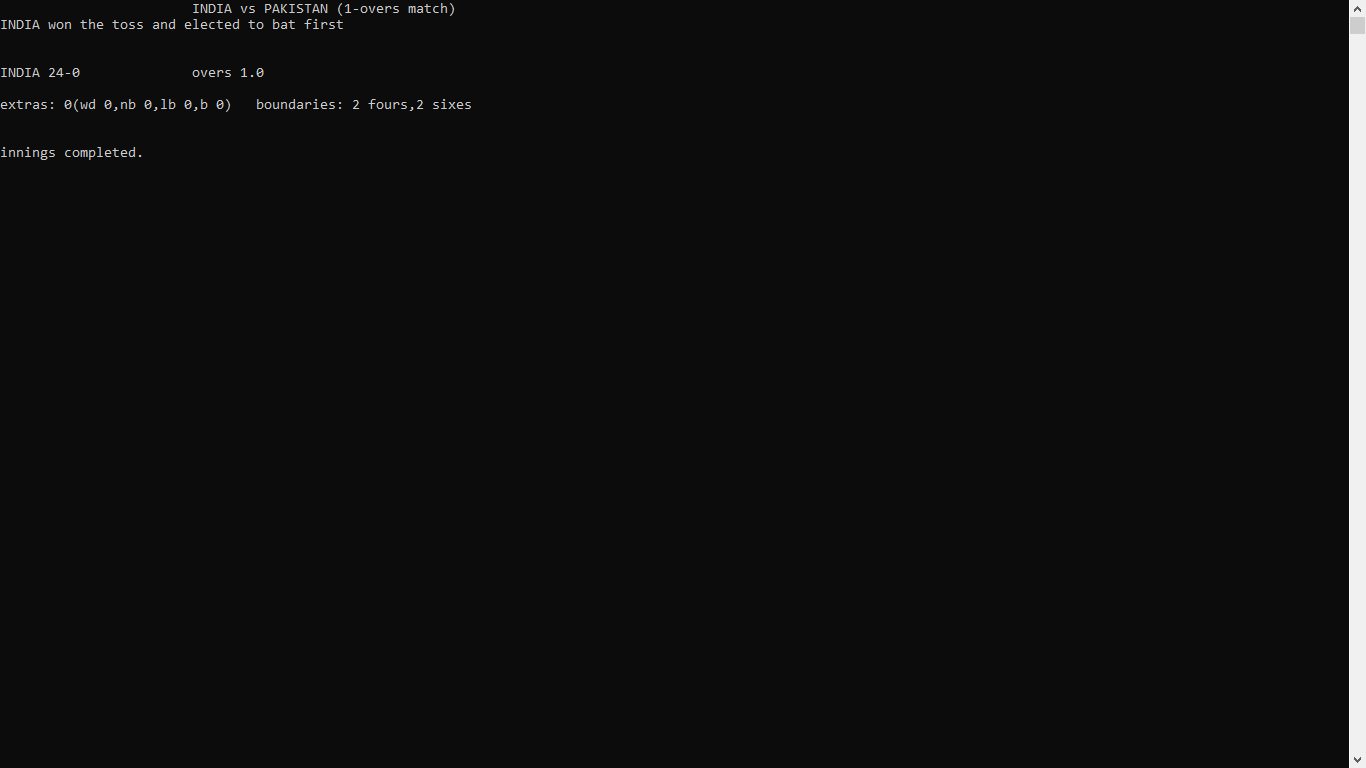 INDIA vs PAKISTAN (1-overs match)
INDIA won the toss and elected to bat first
INDIA 24-0 overs 1.0
extras: 0(wd 0,nb 0,lb 0,b 0) boundaries: 2 fours,2 sixes
innings completed.